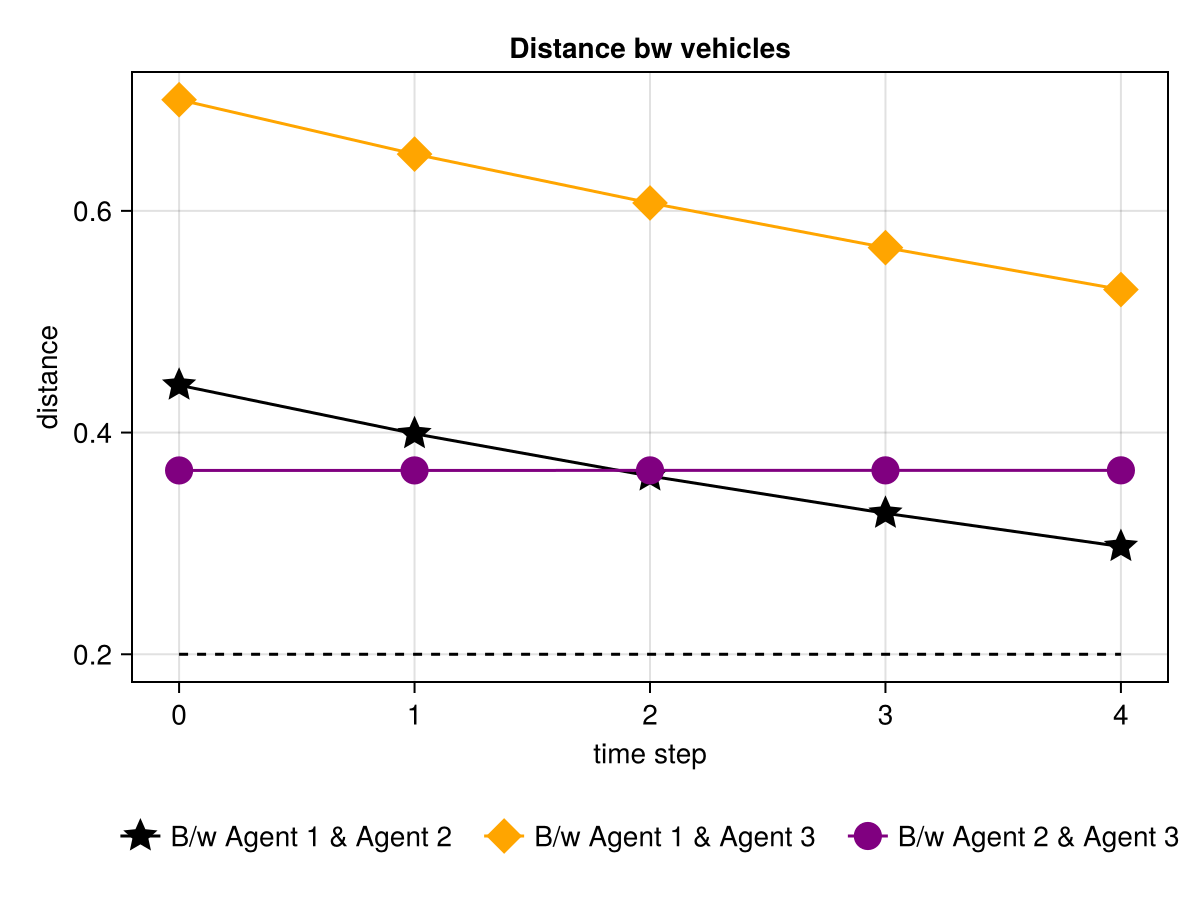 Distance bw vehicles
distance
0.6
0.4
0.2
0 1 2 3 4
time step
B/w Agent 1 & Agent 2 B/w Agent 1 & Agent 3 B/w Agent 2 & Agent 3